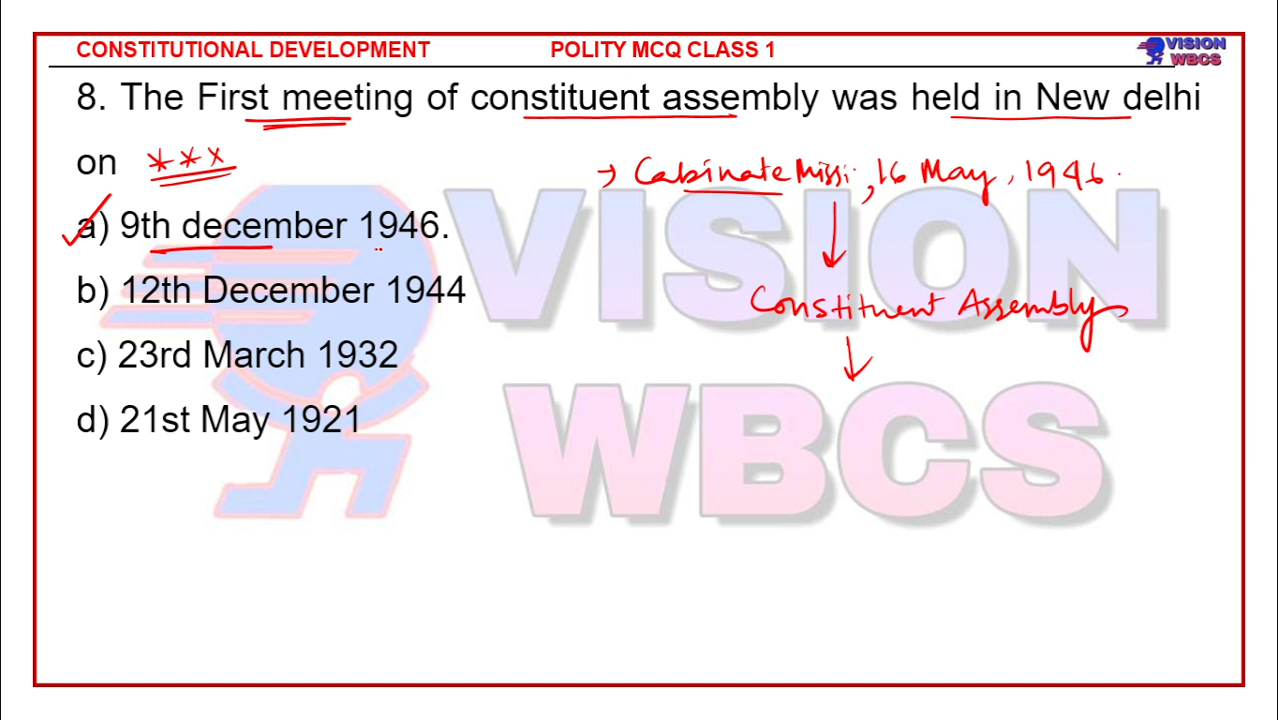 CONSTITUTIONAL DEVELOPMENT POLITY MCQ CLASS 1
VISION
WBCS
8. The First meeting of constituent assembly was held in New delhi
on ***
→ Cabinate Missi:, 16 May, 1946.
a) 9th december 1946.
b) 12th December 1944
Constituent Assembly
c) 23rd March 1932
d) 21st May 1921
VISION
WBCS